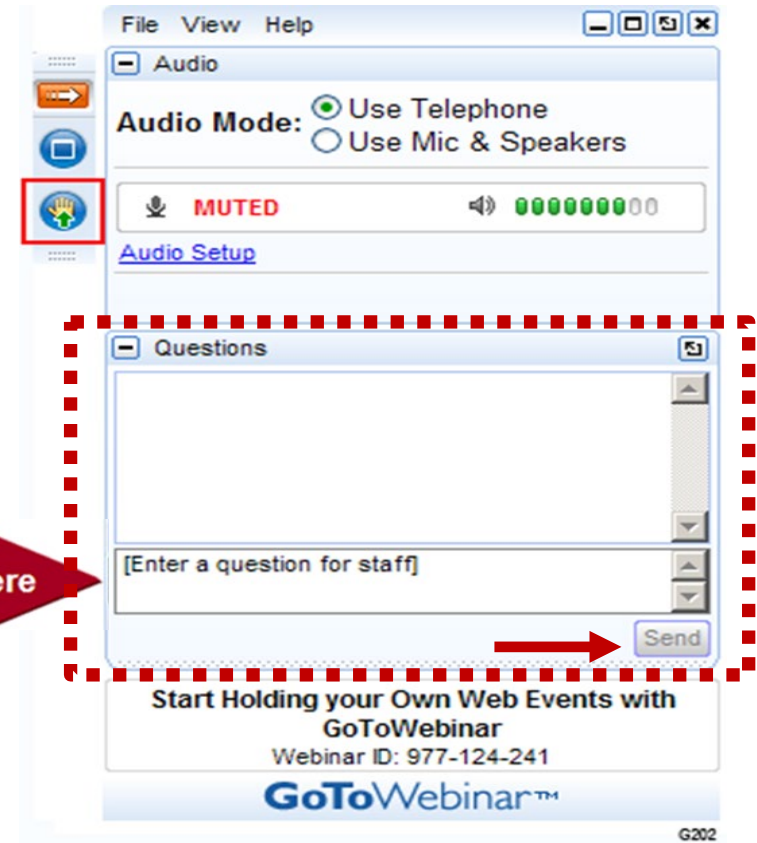 File View Help
Audio
Audio Mode:
Use Telephone
Use Mic & Speakers
MUTED
Audio Setup
Questions
[Enter a question for staff]
Send
Start Holding your Own Web Events with
GoToWebinar
Webinar ID: 977-124-241
GoToWebinar™
G202